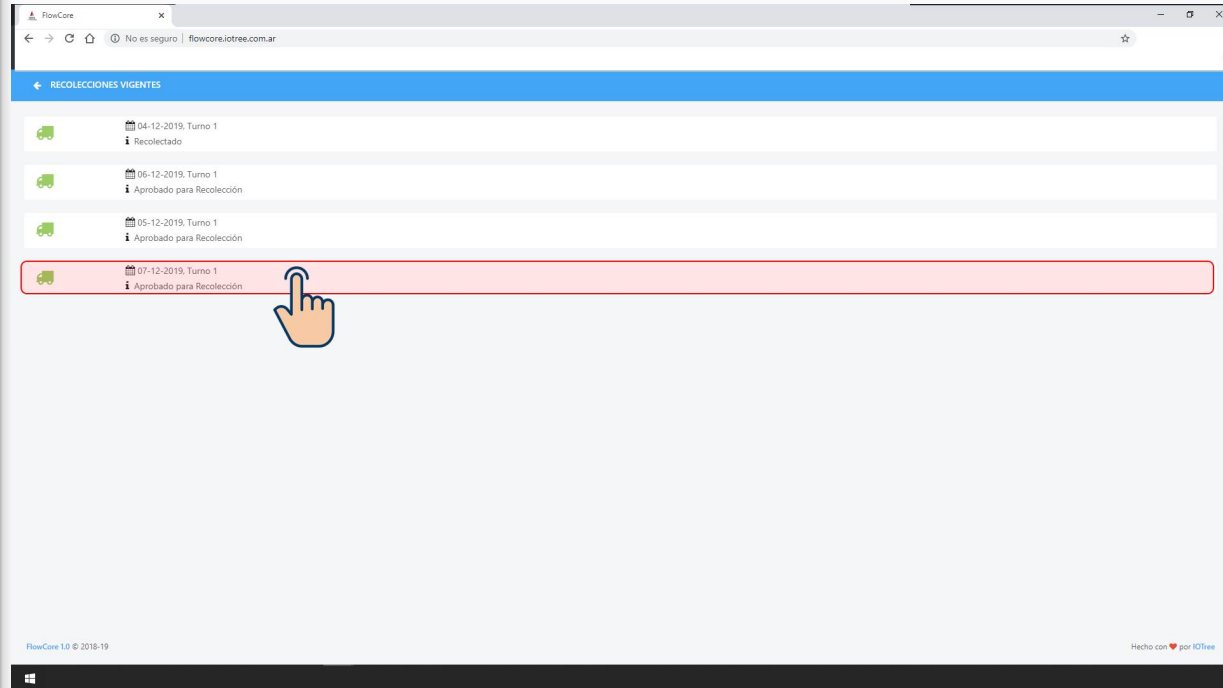 FlowCore
No es seguro | flowcore.iotree.com.ar
RECOLECCIONES VIGENTES
04-12-2019, Turno 1
Recolectado
06-12-2019, Turno 1
Aprobado para Recolección
05-12-2019, Turno 1
Aprobado para Recolección
07-12-2019, Turno 1
Aprobado para Recolección
FlowCore 1.0 © 2018-19
Hecho con ❤ por IOTree